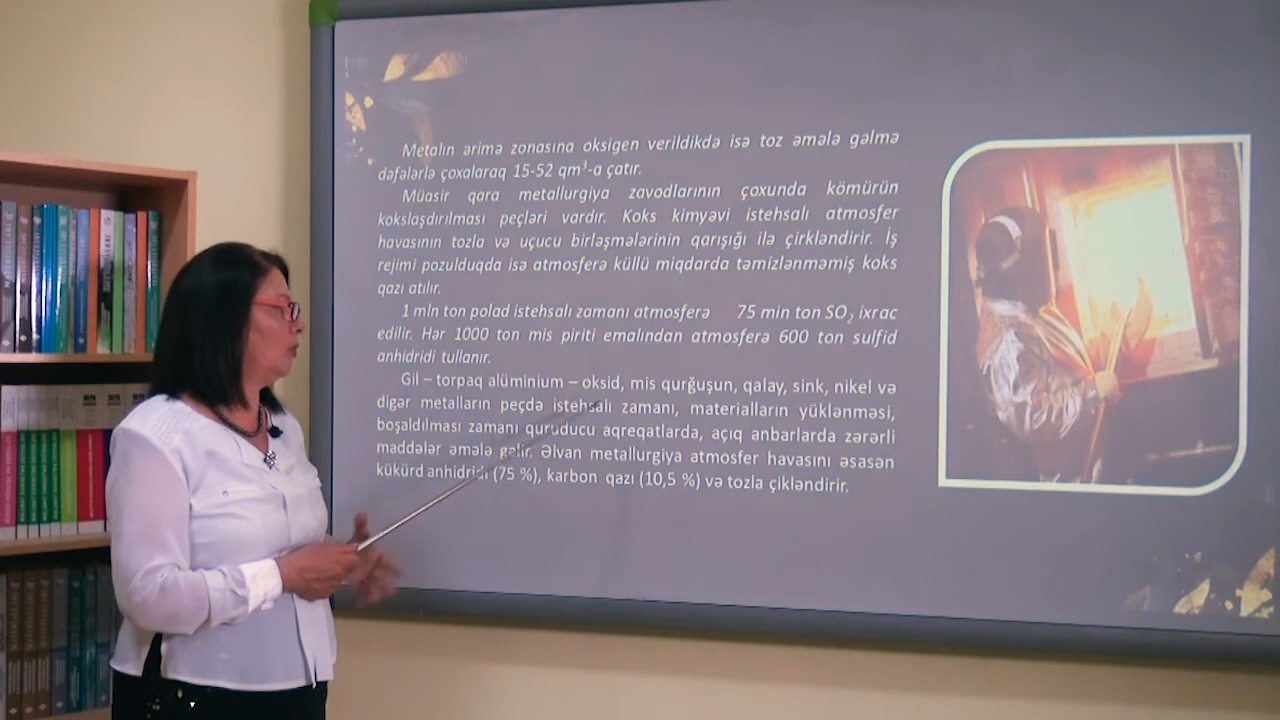 Metalın ərimə zonasına oksigen verildikdə isə toz əmələ gəlmə
dəfələrlə çoxalaraq 15-52 qm³-a çatır.
Müasir qara metallurgiya zavodlarının çoxunda kömürün
kokslaşdırılması peçləri vardır. Koks kimyəvi istehsalı atmosfer
havasının tozla və uçucu birləşmələrinin qarışığı ilə çirkləndirir. İş
rejimi pozulduqda isə atmosferə küllü miqdarda təmizlənməmiş koks
qazı atılır.
1 mln ton polad istehsalı zamanı atmosferə 75 min ton SO₂ ixrac
edilir. Hər 1000 ton mis piriti emalından atmosferə 600 ton sulfid
anhidridi tullanır.
Gil – torpaq alüminium – oksid, mis qurğuşun, qalay, sink, nikel və
digər metalların peçdə istehsalı zamanı, materialların yüklənməsi,
boşaldılması zamanı quruducu aqreqatlarda, açıq anbarlarda zərərli
maddələr əmələ gəlir. Əlvan metallurgiya atmosfer havasını əsasən
kükürd anhidridi (75 %), karbon qazı (10,5 %) və tozla çikləndirir.